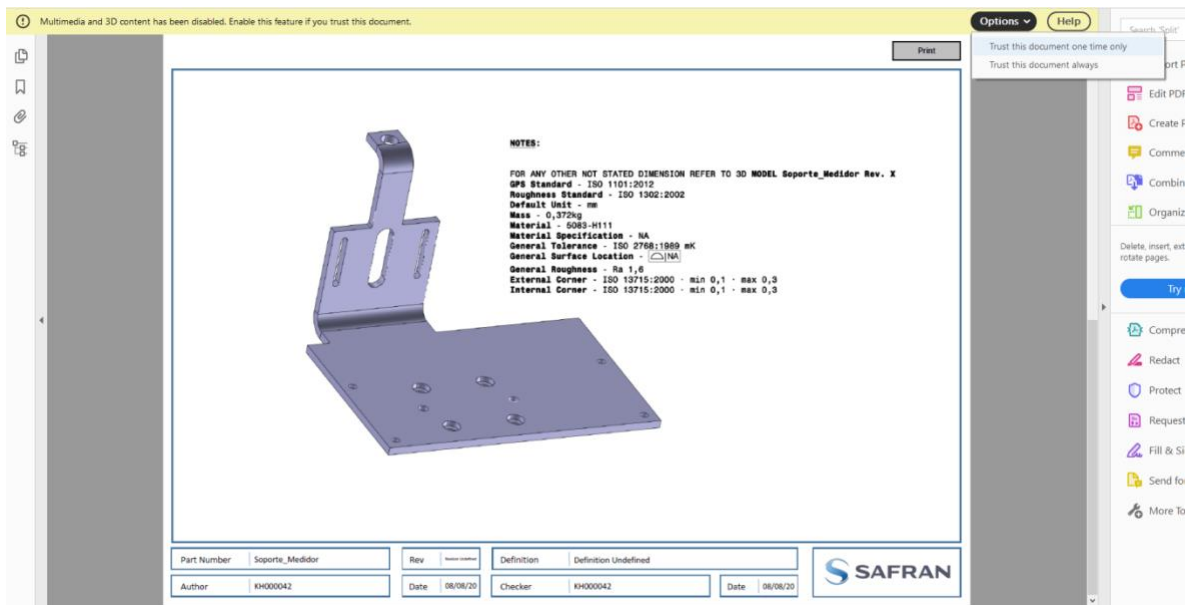 Multimedia and 3D content has been disabled. Enable this feature if you trust this document.
Options
Help
Search 'Split'
Trust this document one time only
Trust this document always
Print
Edit PDF
Create
Comme
Combin
Organiz
Delete, insert, ext
rotate pages.
Try
Compre
Redact
Protect
Request
Fill & Si
Send fo
More To
NOTES:
FOR ANY OTHER NOT STATED DIMENSION REFER TO 3D MODEL Soporte_Medidor Rev. X
GPS Standard - ISO 1101:2012
Roughness Standard - ISO 1302:2002
Default Unit - mm
Mass - 0,372kg
Material - 5083-H111
Material Specification - NA
General Tolerance - ISO 2768:1989 mK
General Surface Location - NA
General Roughness - Ra 1,6
External Corner - ISO 13715:2000 - min 0,1 - max 0,3
Internal Corner - ISO 13715:2000 - min 0,1 - max 0,3
Part Number Soporte_Medidor
Rev
Definition Definition Undefined
Author KH000042
Date 08/08/20
Checker KH000042
Date 08/08/20
SAFRAN